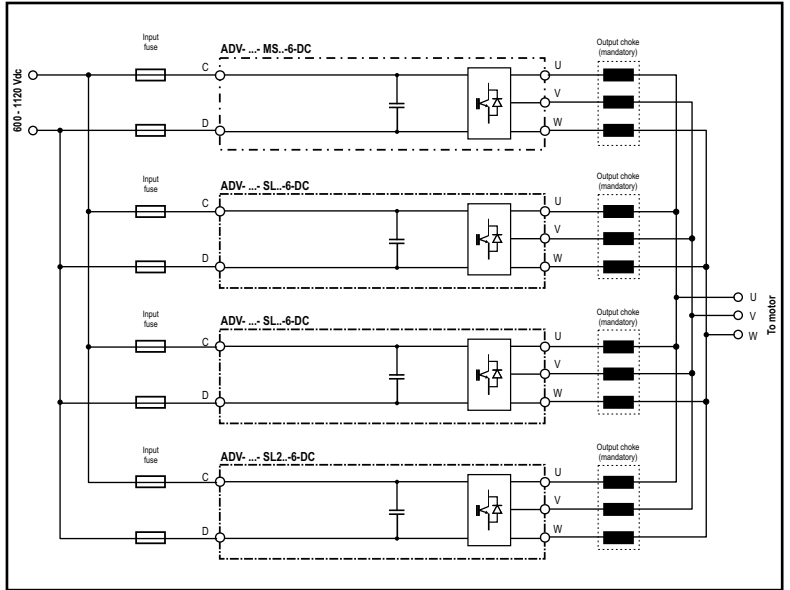 600 - 1120 Vdc
Input
fuse
ADV- ...- MS..-6-DC
Output choke
(mandatory)
C
D
U
V
W
Input
fuse
ADV- ...- SL..-6-DC
Output choke
(mandatory)
C
D
U
V
W
Input
fuse
ADV- ...- SL..-6-DC
Output choke
(mandatory)
C
D
U
V
W
Input
fuse
ADV- ...- SL2..-6-DC
Output choke
(mandatory)
C
D
U
V
W
U
V
W
To motor